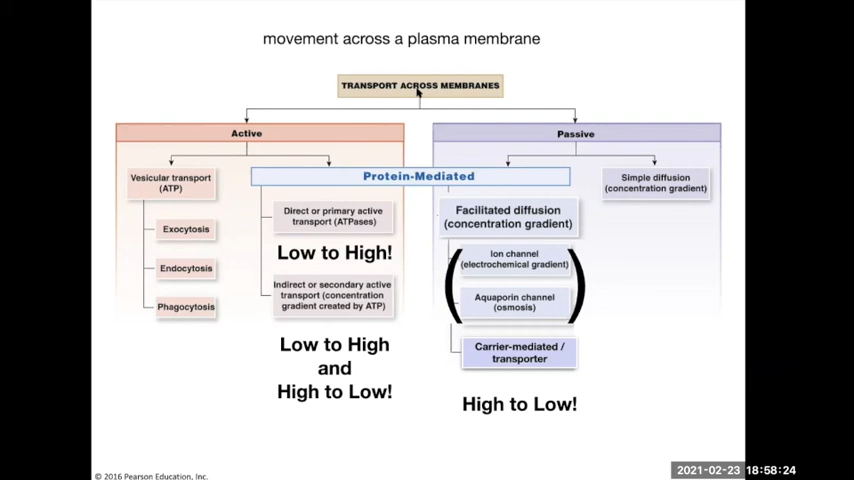 movement across a plasma membrane
TRANSPORT ACROSS MEMBRANES
Active
Passive
Vesicular transport
(ATP)
Exocytosis
Endocytosis
Phagocytosis
Protein-Mediated
Direct or primary active
transport (ATPases)
Low to High!
Indirect or secondary active
transport (concentration
gradient created by ATP)
Low to High
and
High to Low!
Facilitated diffusion
(concentration gradient)
Ion channel
(electrochemical gradient)
Aquaporin channel
(osmosis)
Carrier-mediated /
transporter
High to Low!
Simple diffusion
(concentration gradient)
© 2016 Pearson Education, Inc.
2021-02-23 18:58:24